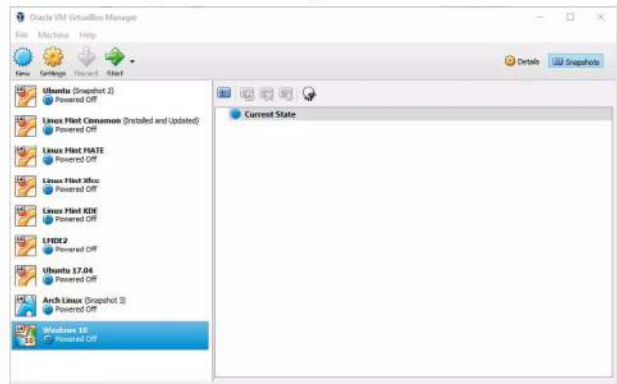 Oracle VM VirtualBox Manager
File Machine Help
New Settings Discard Start
Details Snapshots
Ubuntu (Snapshot 2)
Powered Off
Linux Mint Cinnamon (Installed and Updated)
Powered Off
Linux Mint MATE
Powered Off
Linux Mint Xfce
Powered Off
Linux Mint KDE
Powered Off
LMDE2
Powered Off
Ubuntu 17.04
Powered Off
Arch Linux (Snapshot 3)
Powered Off
Windows 10
Powered Off
Current State